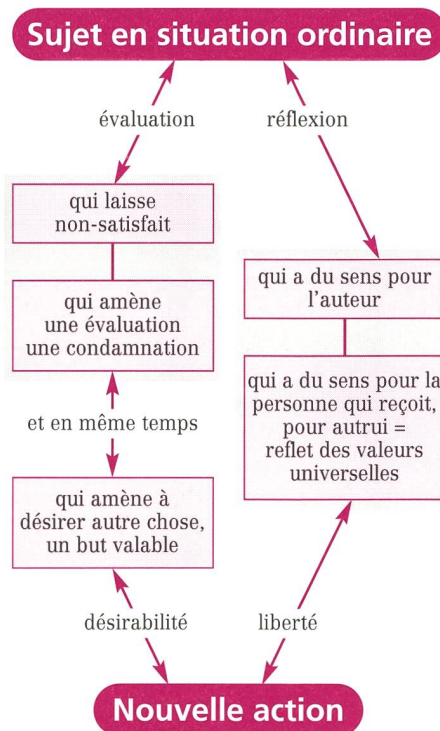 Sujet en situation ordinaire
évaluation
réflexion
qui laisse
non-satisfait
qui amène
une évaluation
une condamnation
et en même temps
qui amène à
désirer autre chose,
un but valable
désirabilité
qui a du sens pour
l'auteur
qui a du sens pour la
personne qui reçoit,
pour autrui =
reflet des valeurs
universelles
liberté
Nouvelle action